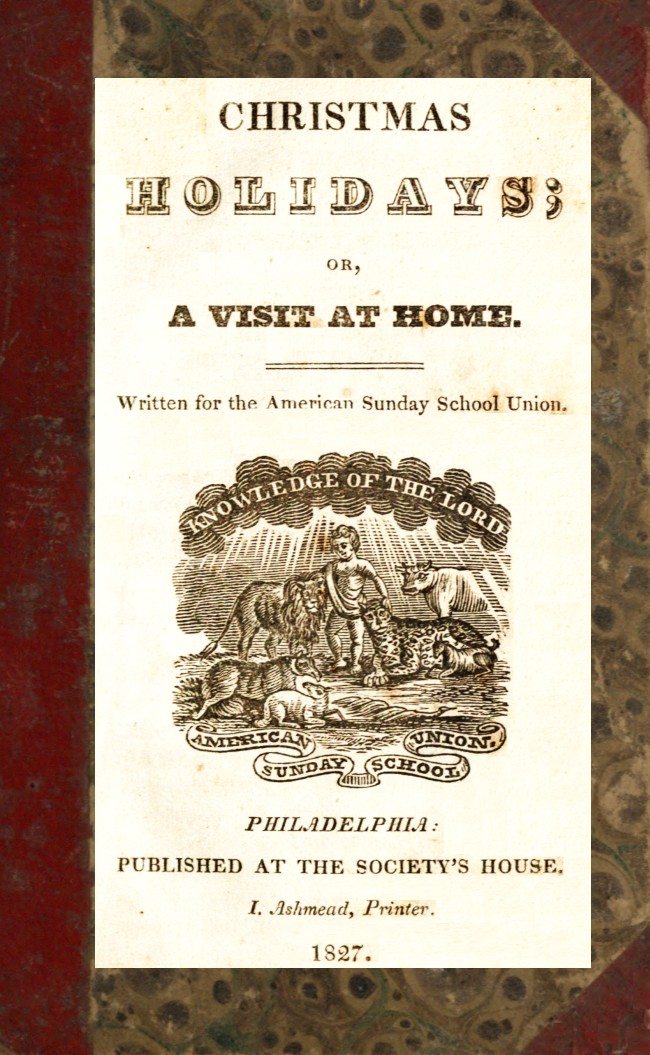 CHRISTMAS
HOLIDAYS;
OR,
A VISIT AT HOME.
Written for the American Sunday School Union.
KNOWLEDGE OF THE LORD
AMERICAN UNION.
SUNDAY SCHOOL
PHILADELPHIA:
PUBLISHED AT THE SOCIETY'S HOUSE.
I. Ashmead, Printer.
1827.